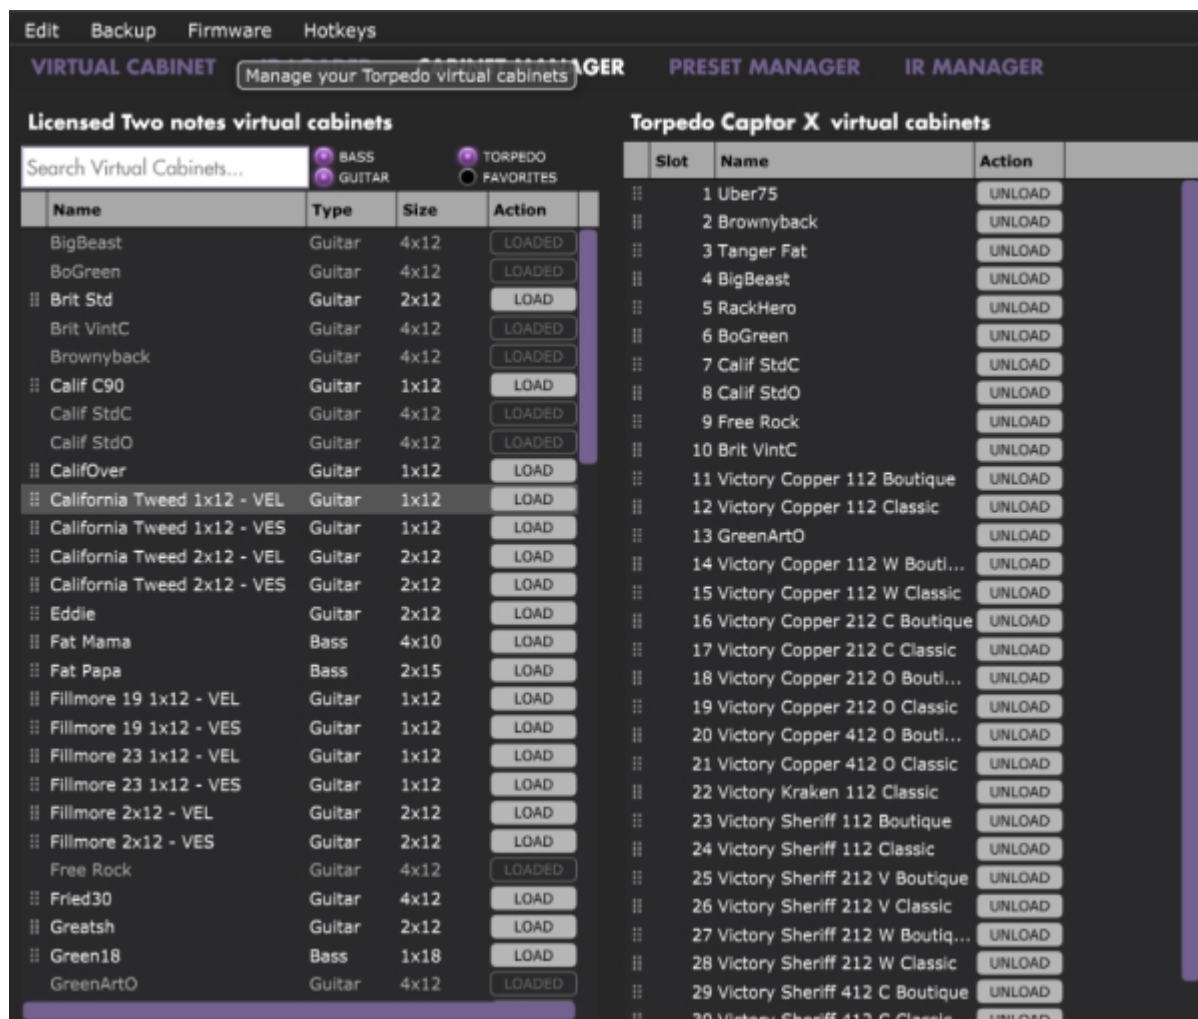 Edit Backup Firmware Hotkeys
VIRTUAL CABINET CABINET MANAGER PRESET MANAGER IR MANAGER
Manage your Torpedo virtual cabinets
Licensed Two notes virtual cabinets
Search Virtual Cabinets...
BASS
GUITAR
TORPEDO
FAVORITES
Name Type Size Action
BigBeast Guitar 4x12 LOADED
BoGreen Guitar 4x12 LOADED
Brit Std Guitar 2x12 LOAD
Brit VintC Guitar 4x12 LOADED
Brownyback Guitar 4x12 LOADED
Calif C90 Guitar 1x12 LOAD
Calif StdC Guitar 4x12 LOADED
Calif StdO Guitar 4x12 LOADED
CalifOver Guitar 1x12 LOAD
California Tweed 1x12 - VEL Guitar 1x12 LOAD
California Tweed 1x12 - VES Guitar 1x12 LOAD
California Tweed 2x12 - VEL Guitar 2x12 LOAD
California Tweed 2x12 - VES Guitar 2x12 LOAD
Eddie Guitar 2x12 LOAD
Fat Mama Bass 4x10 LOAD
Fat Papa Bass 2x15 LOAD
Fillmore 19 1x12 - VEL Guitar 1x12 LOAD
Fillmore 19 1x12 - VES Guitar 1x12 LOAD
Fillmore 23 1x12 - VEL Guitar 1x12 LOAD
Fillmore 23 1x12 - VES Guitar 1x12 LOAD
Fillmore 2x12 - VEL Guitar 2x12 LOAD
Fillmore 2x12 - VES Guitar 2x12 LOAD
Free Rock Guitar 4x12 LOADED
Fried30 Guitar 4x12 LOAD
Greatsh Guitar 2x12 LOAD
Green18 Bass 1x18 LOAD
GreenArtO Guitar 4x12 LOADED
Torpedo Captor X virtual cabinets
Slot Name Action
1 Uber75 UNLOAD
2 Brownyback UNLOAD
3 Tanger Fat UNLOAD
4 BigBeast UNLOAD
5 RackHero UNLOAD
6 BoGreen UNLOAD
7 Calif StdC UNLOAD
8 Calif StdO UNLOAD
9 Free Rock UNLOAD
10 Brit VintC UNLOAD
11 Victory Copper 112 Boutique UNLOAD
12 Victory Copper 112 Classic UNLOAD
13 GreenArtO UNLOAD
14 Victory Copper 112 W Bouti... UNLOAD
15 Victory Copper 112 W Classic UNLOAD
16 Victory Copper 212 C Boutique UNLOAD
17 Victory Copper 212 C Classic UNLOAD
18 Victory Copper 212 O Bouti... UNLOAD
19 Victory Copper 212 O Classic UNLOAD
20 Victory Copper 412 O Bouti... UNLOAD
21 Victory Copper 412 O Classic UNLOAD
22 Victory Kraken 112 Classic UNLOAD
23 Victory Sheriff 112 Boutique UNLOAD
24 Victory Sheriff 112 Classic UNLOAD
25 Victory Sheriff 212 V Boutique UNLOAD
26 Victory Sheriff 212 V Classic UNLOAD
27 Victory Sheriff 212 W Boutiq... UNLOAD
28 Victory Sheriff 212 W Classic UNLOAD
29 Victory Sheriff 412 C Boutique UNLOAD
30 Victory Sheriff 412 C Classic UNLOAD